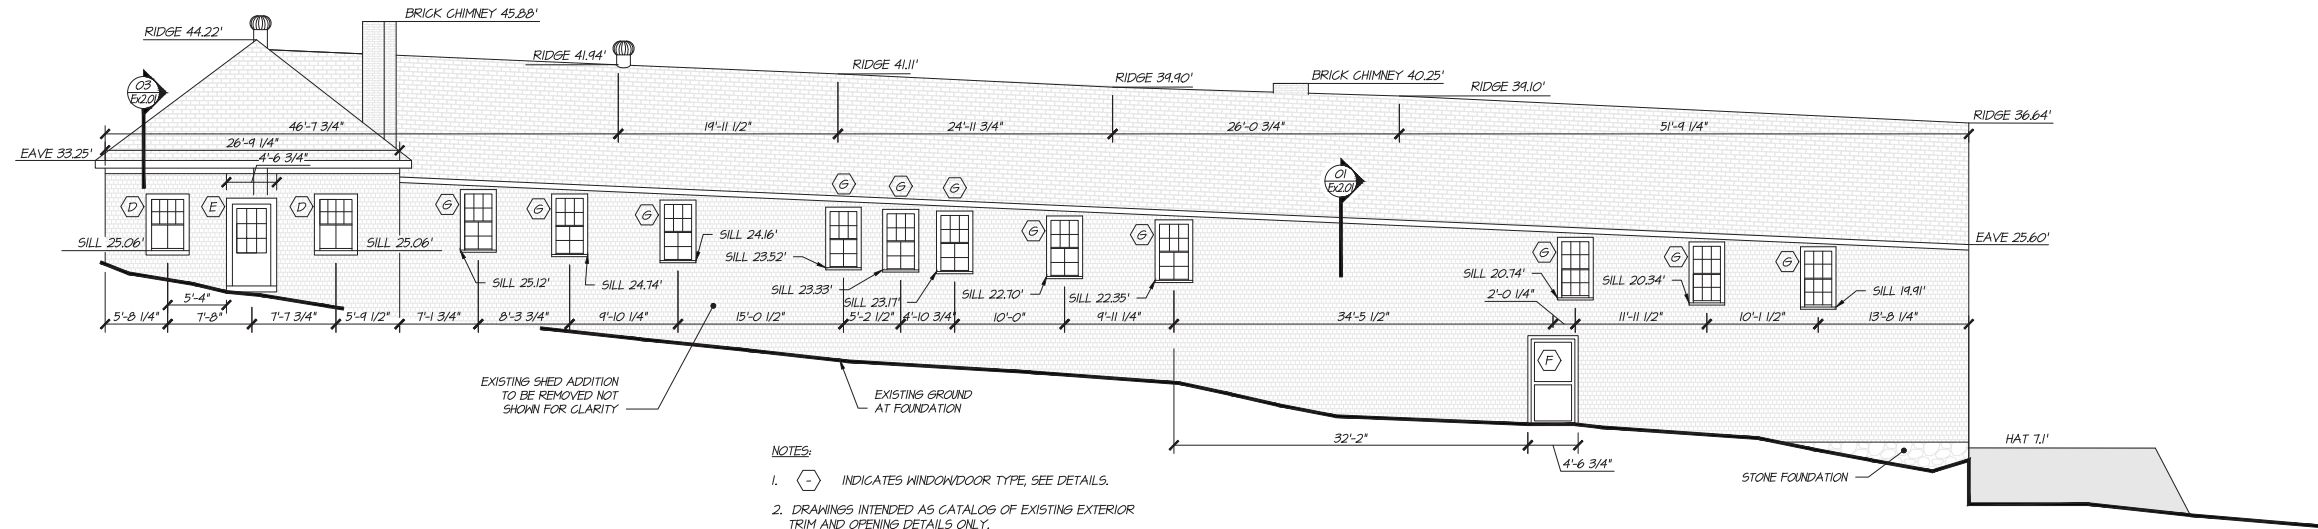 BRICK CHIMNEY 45.88'
RIDGE 44.22'
RIDGE 41.94'
RIDGE 41.11'
RIDGE 39.90'
BRICK CHIMNEY 40.25'
RIDGE 39.10'
RIDGE 36.64'
03
Ex2.01
46'-7 3/4"
19'-11 1/2"
24'-11 3/4"
26'-0 3/4"
51'-9 1/4"
26'-9 1/4"
EAVE 33.25'
4'-6 3/4"
01
Ex2.01
G
G
G
D
E
D
G
G
G
G
G
EAVE 25.60'
SILL 25.06'
SILL 25.06'
SILL 24.16'
SILL 23.52'
G
G
G
SILL 25.12'
SILL 24.74'
SILL 23.33'
SILL 23.17'
SILL 22.70'
SILL 22.35'
SILL 20.74'
SILL 20.34'
SILL 19.91'
5'-4"
2'-0 1/4"
5'-8 1/4"
7'-8"
7'-7 3/4"
5'-9 1/2"
7'-1 3/4"
8'-3 3/4"
9'-10 1/4"
15'-0 1/2"
5'-2 1/2"
4'-10 3/4"
10'-0"
9'-11 1/4"
34'-5 1/2"
11'-11 1/2"
10'-1 1/2"
13'-8 1/4"
F
EXISTING SHED ADDITION
TO BE REMOVED NOT
SHOWN FOR CLARITY
EXISTING GROUND
AT FOUNDATION
32'-2"
4'-6 3/4"
HAT 7.1'
STONE FOUNDATION
NOTES:
1. - INDICATES WINDOW/DOOR TYPE, SEE DETAILS.
2. DRAWINGS INTENDED AS CATALOG OF EXISTING EXTERIOR
TRIM AND OPENING DETAILS ONLY.